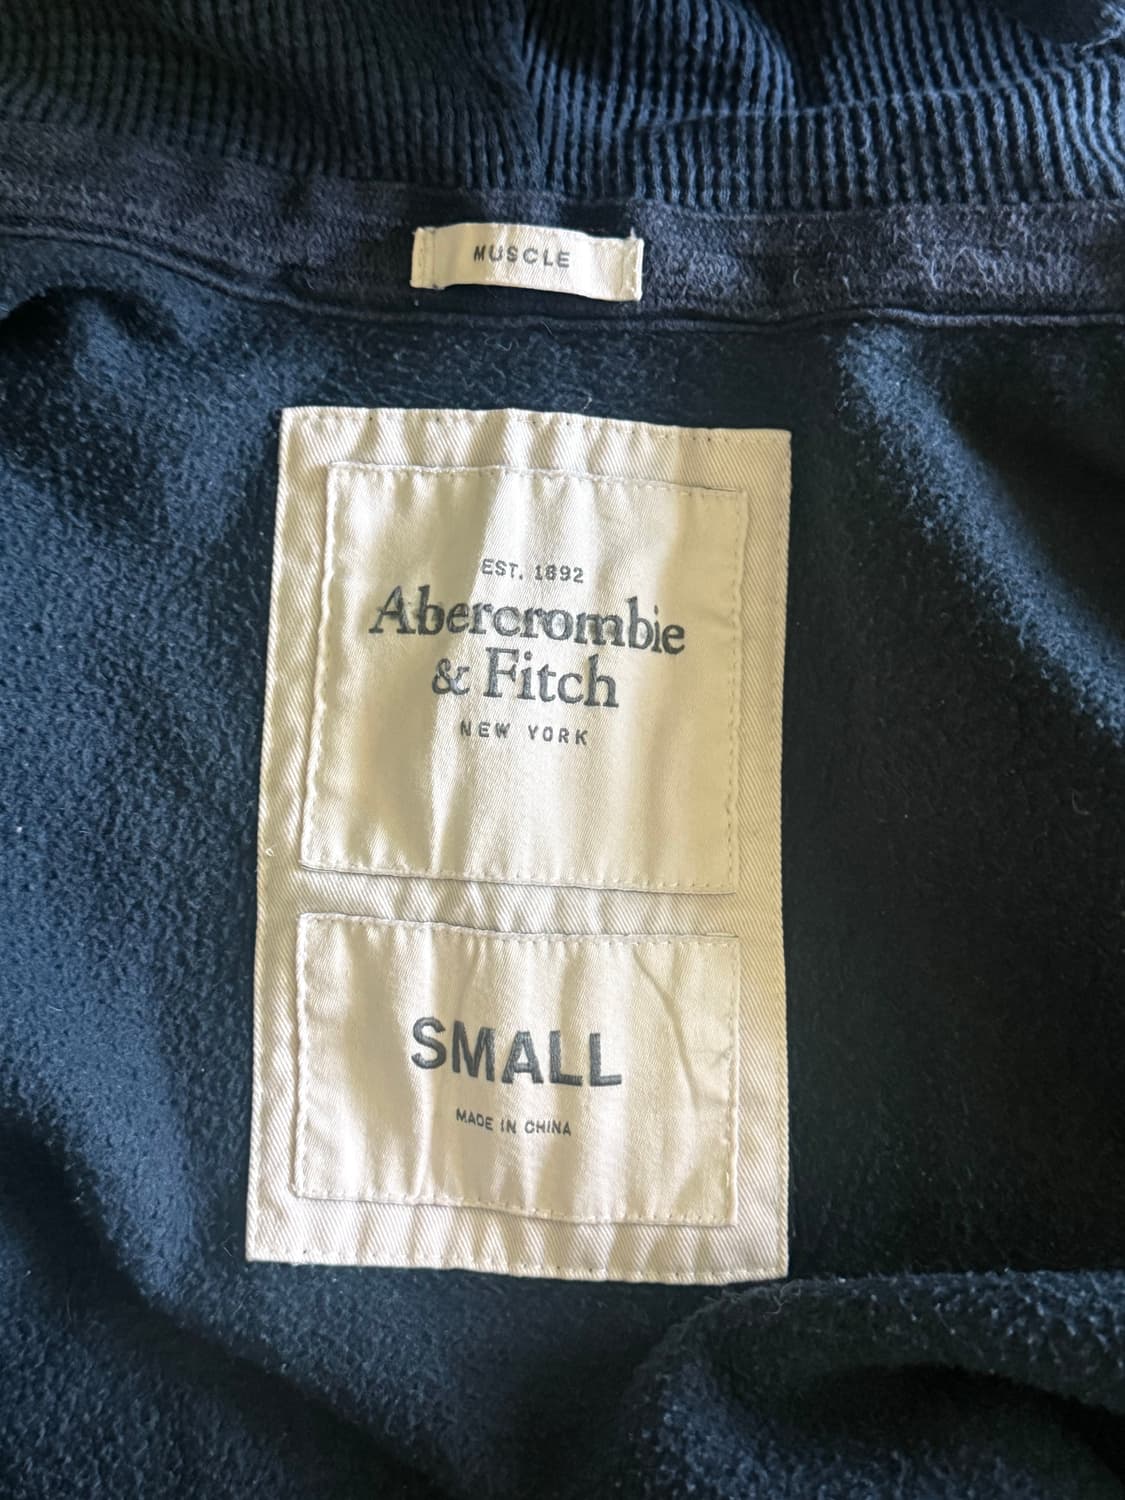 MUSCLE
EST. 1892
Abercrombie
& Fitch
NEW YORK
SMALL
MADE IN CHINA